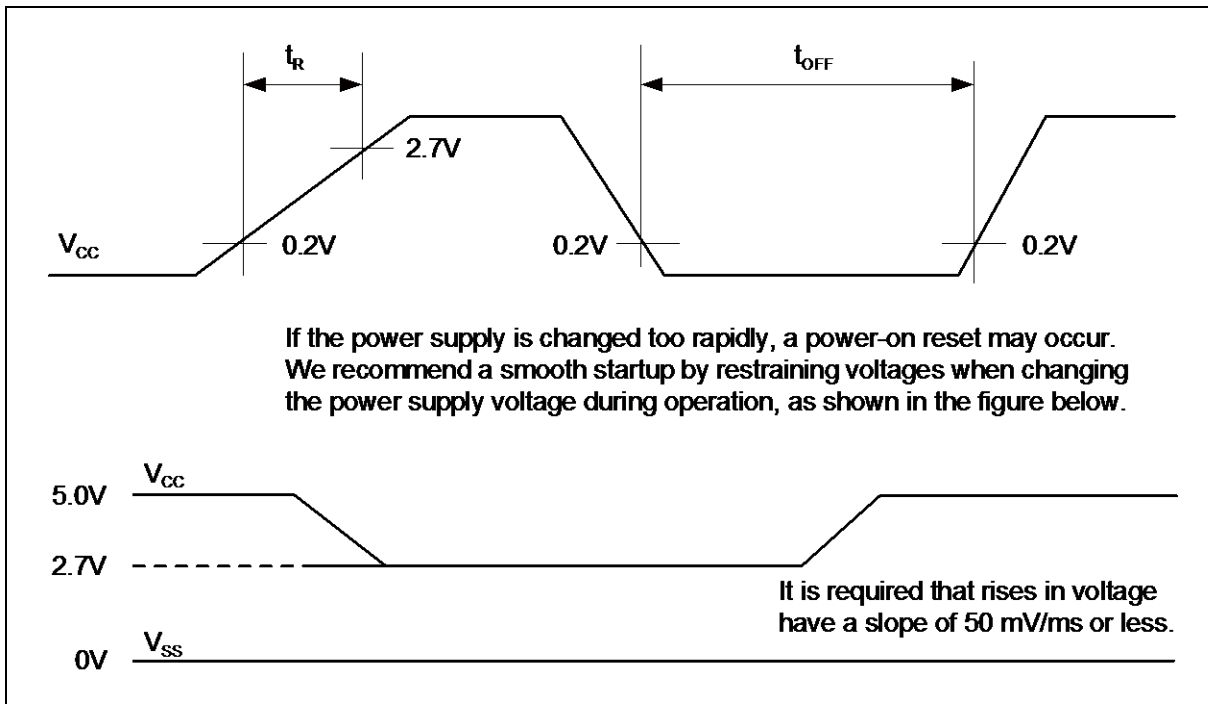 tR
tOFF
2.7V
VCC
0.2V
0.2V
0.2V
If the power supply is changed too rapidly, a power-on reset may occur.
We recommend a smooth startup by restraining voltages when changing
the power supply voltage during operation, as shown in the figure below.
VCC
5.0V
2.7V
It is required that rises in voltage
have a slope of 50 mV/ms or less.
VSS
0V